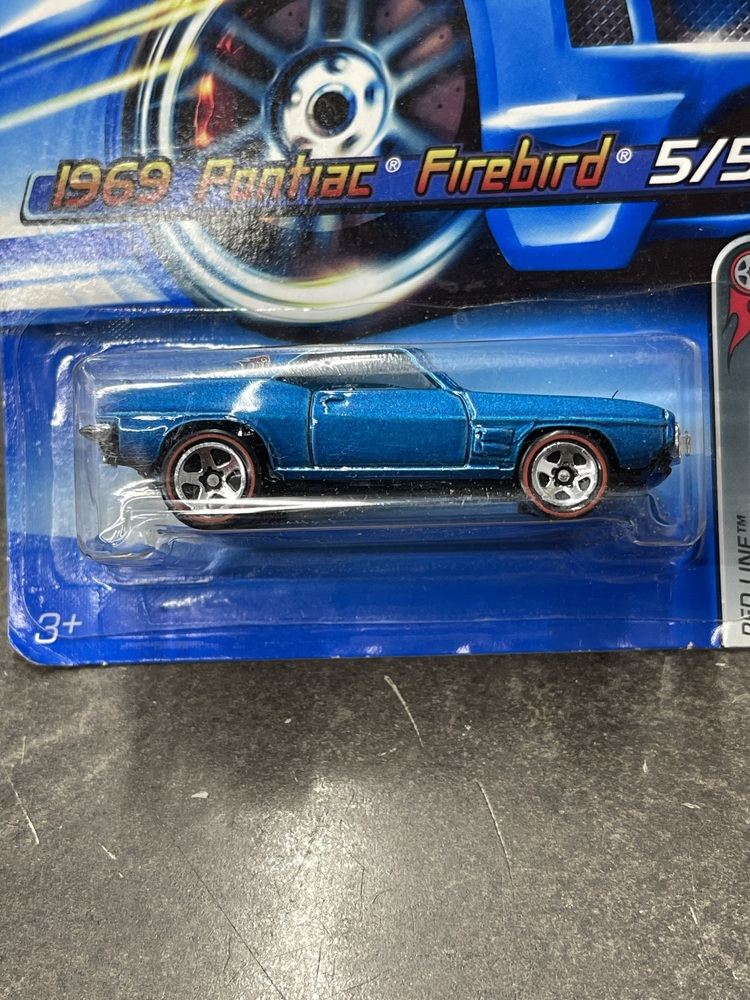 1969 Pontiac® Firebird® 5/5
3+
RED LINE™